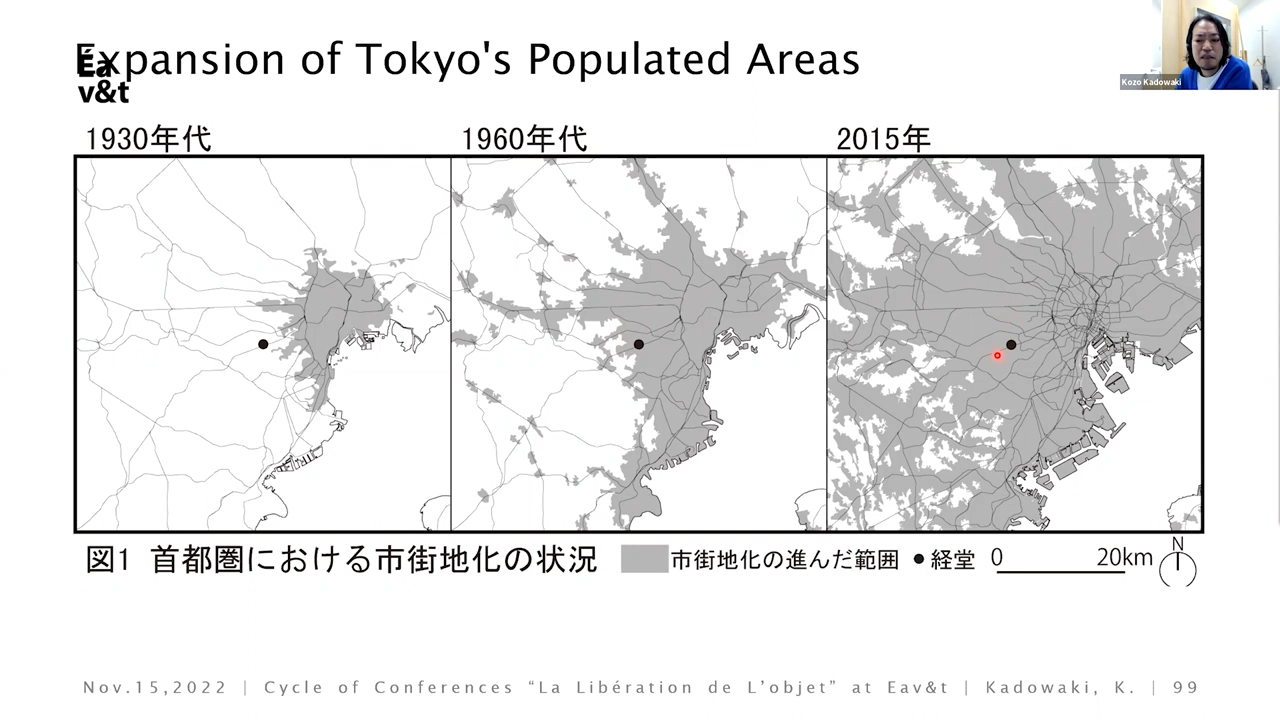 Expansion of Tokyo's Populated Areas
Ea
v&t
Kozo Kadowaki
1930年代
1960年代
2015年
図1 首都圏における市街地化の状況
市街地化の進んだ範囲
経堂
0
20km
N
Nov.15,2022 | Cycle of Conferences “La Libération de L’objet” at Eav&t | Kadowaki, K. | 99